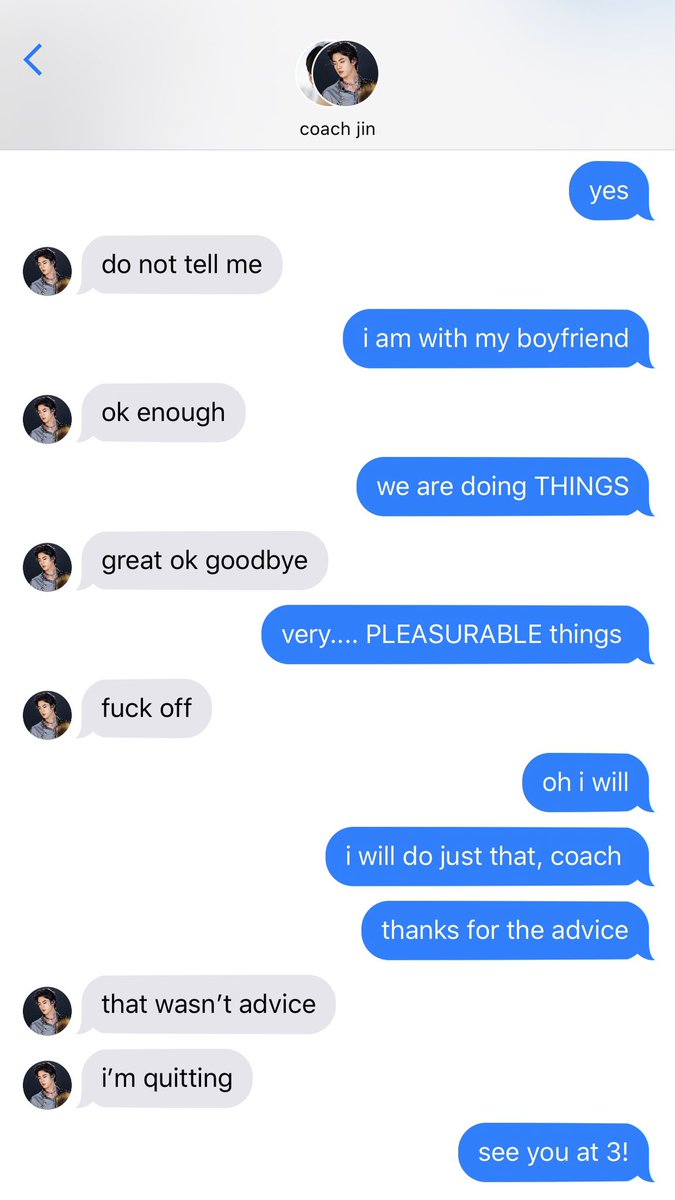 coach jin
yes
do not tell me
i am with my boyfriend
ok enough
we are doing THINGS
great ok goodbye
very.... PLEASURABLE things
fuck off
oh i will
i will do just that, coach
thanks for the advice
that wasn’t advice
i’m quitting
see you at 3!